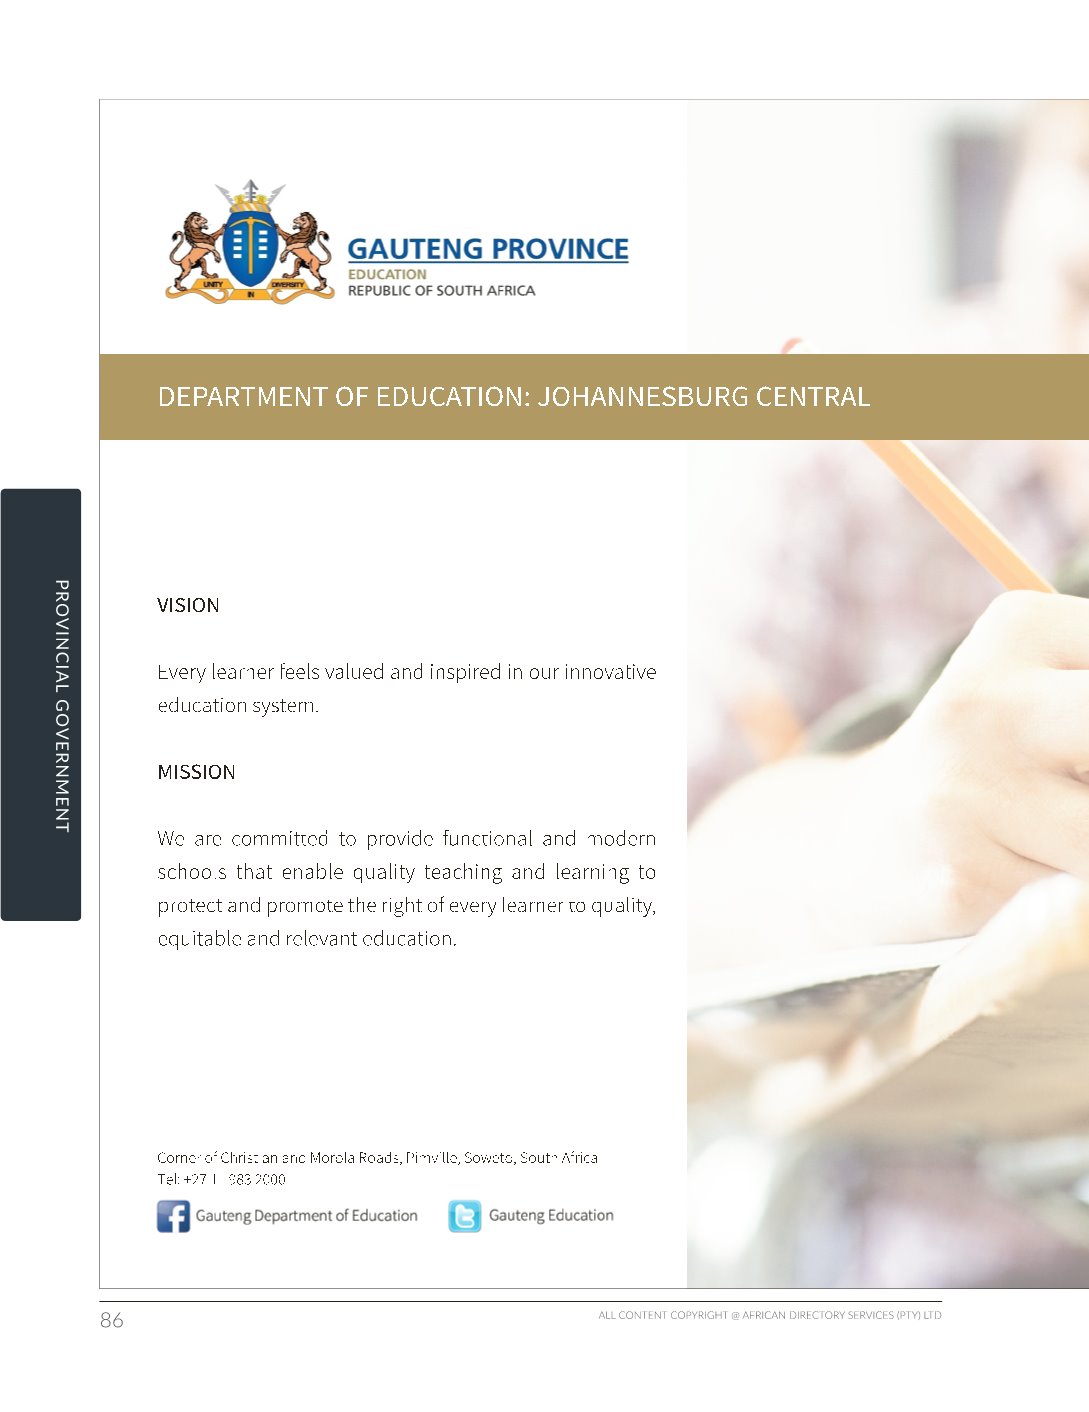 UNITY IN DIVERSITY
GAUTENG PROVINCE
EDUCATION
REPUBLIC OF SOUTH AFRICA
DEPARTMENT OF EDUCATION: JOHANNESBURG CENTRAL
PROVINCIAL GOVERNMENT
VISION
Every learner feels valued and inspired in our innovative
education system.
MISSION
We are committed to provide functional and modern
schools that enable quality teaching and learning to
protect and promote the right of every learner to quality,
equitable and relevant education.
Corner of Christian and Morola Roads, Pimville, Soweto, South Africa
Tel: +27 983 2000
Gauteng Department of Education
Gauteng Education
86
ALL CONTENT COPYRIGHT @ AFRICAN DIRECTORY SERVICES (PTY) LTD